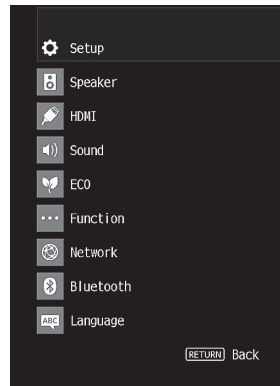 Setup
Speaker
HDMI
Sound
ECO
Function
Network
Bluetooth
ABC Language
RETURN Back